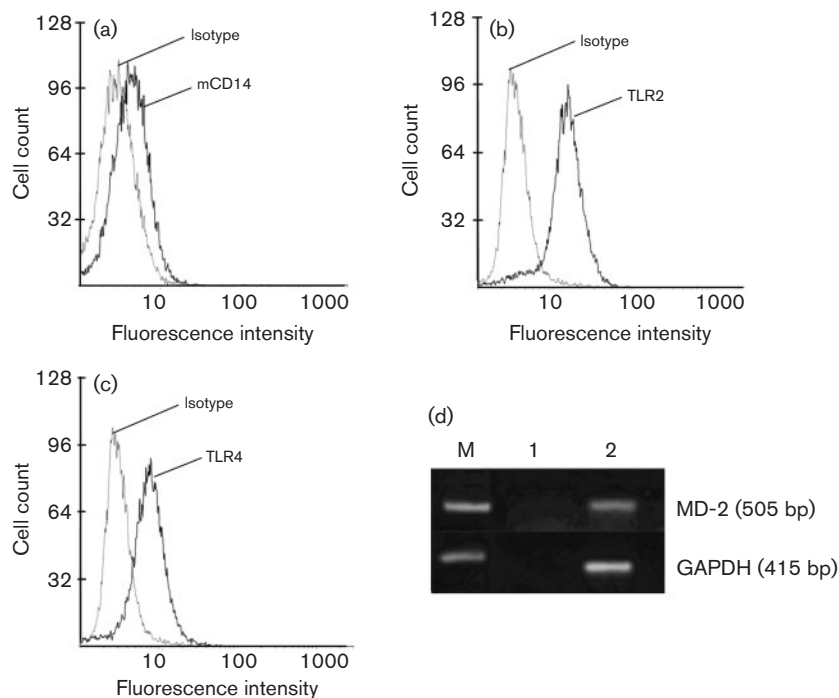 (a)
128
96
64
32
Cell count
Isotype
mCD14
10 100 1000
Fluorescence intensity
(b)
128
96
64
32
Cell count
Isotype
TLR2
10 100 1000
Fluorescence intensity
(c)
128
96
64
32
Cell count
Isotype
TLR4
10 100 1000
Fluorescence intensity
(d)
M 1 2
MD-2 (505 bp)
GAPDH (415 bp)